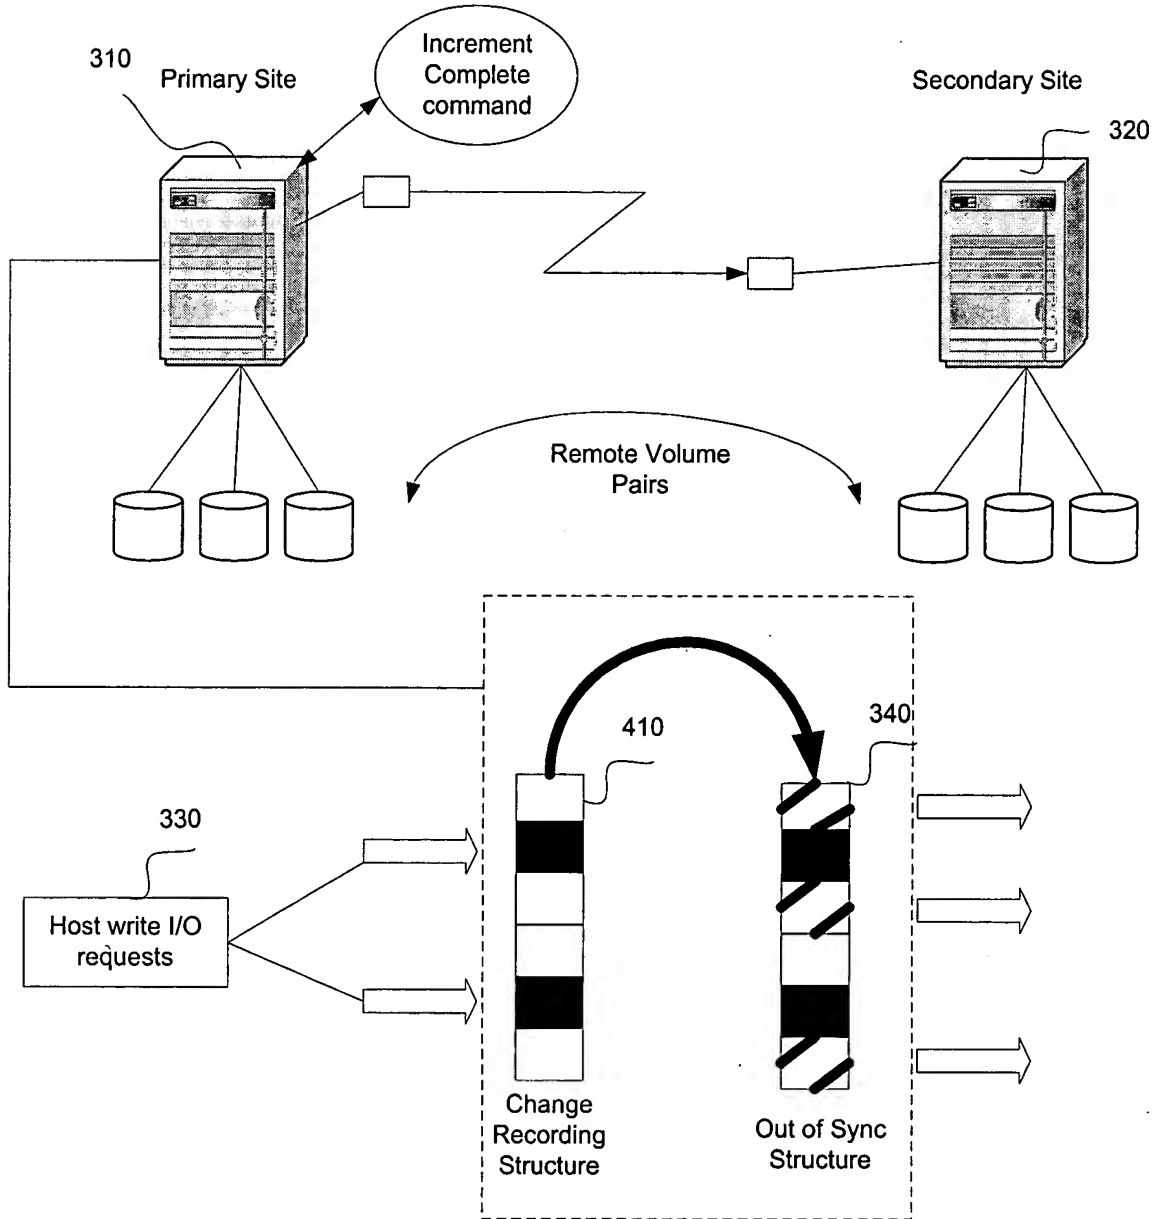 310
Primary Site
Increment
Complete
command
Secondary Site
320
Remote Volume
Pairs
410
340
330
Host write I/O
requests
Change
Recording
Structure
Out of Sync
Structure